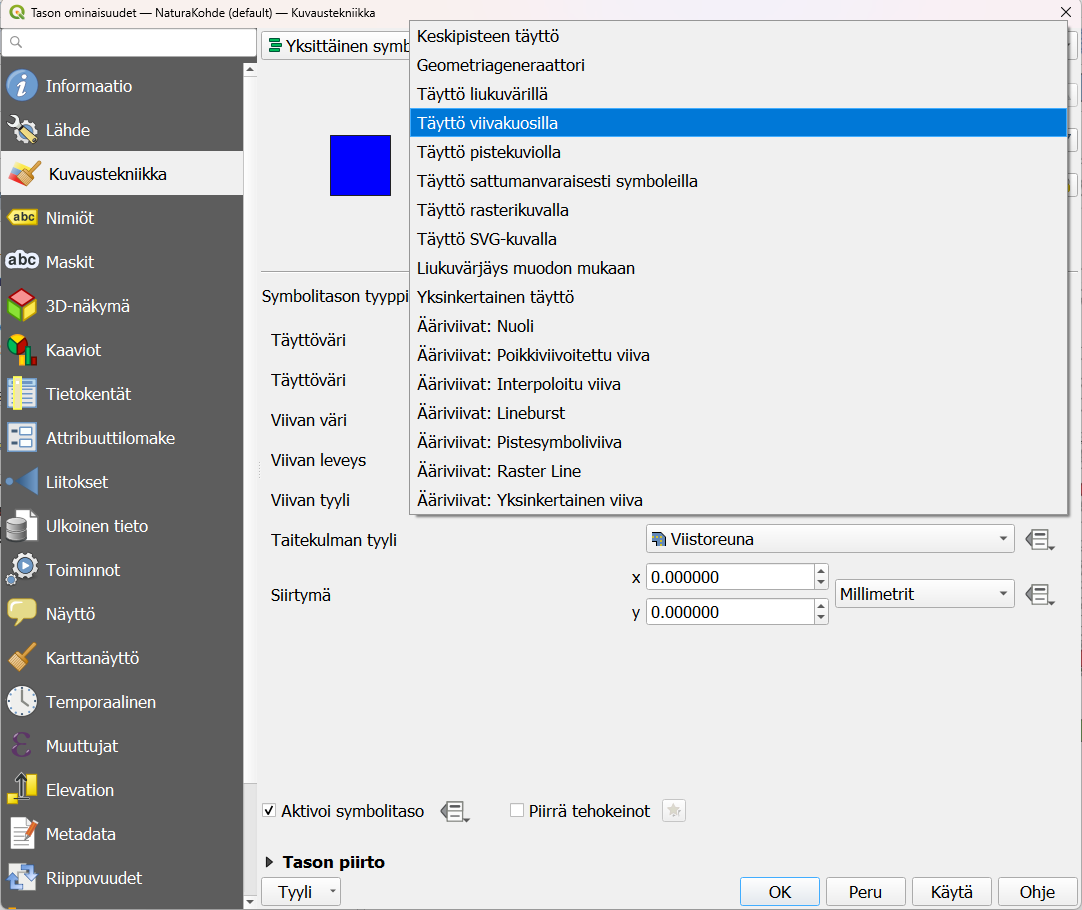 Tason ominaisuudet — NaturaKohde (default) — Kuvaustekniikka
Informaatio
Lähde
Kuvaustekniikka
abc Nimiöt
abc Maskit
3D-näkymä
Kaaviot
Tietokentät
Attribuuttilomake
Liitokset
Ulkoinen tieto
Toiminnot
Näyttö
Karttanäyttö
Temporaalinen
Muuttujat
Elevation
Metadata
Riippuvuudet
Yksittäinen symb
Keskipisteen täyttö
Geometriageneraattori
Täyttö liukuvärillä
Täyttö viivakuosilla
Täyttö pistekuviolla
Täyttö sattumanvaraisesti symboleilla
Täyttö rasterikuvalla
Täyttö SVG-kuvalla
Liukuvärjäys muodon mukaan
Yksinkertainen täyttö
Ääriviivat: Nuoli
Ääriviivat: Poikkiviivoitettu viiva
Ääriviivat: Interpoloitu viiva
Ääriviivat: Lineburst
Ääriviivat: Pistesymboliviiva
Ääriviivat: Raster Line
Ääriviivat: Yksinkertainen viiva
Symbolitason tyyppi
Täyttöväri
Täyttöväri
Viivan väri
Viivan leveys
Viivan tyyli
Taitekulman tyyli Viistoreuna
Siirtymä
x 0.000000
y 0.000000
Millimetrit
Aktivoi symbolitaso Piirrä tehokeinot
Tason piirto
Tyyli OK Peru Käytä Ohje